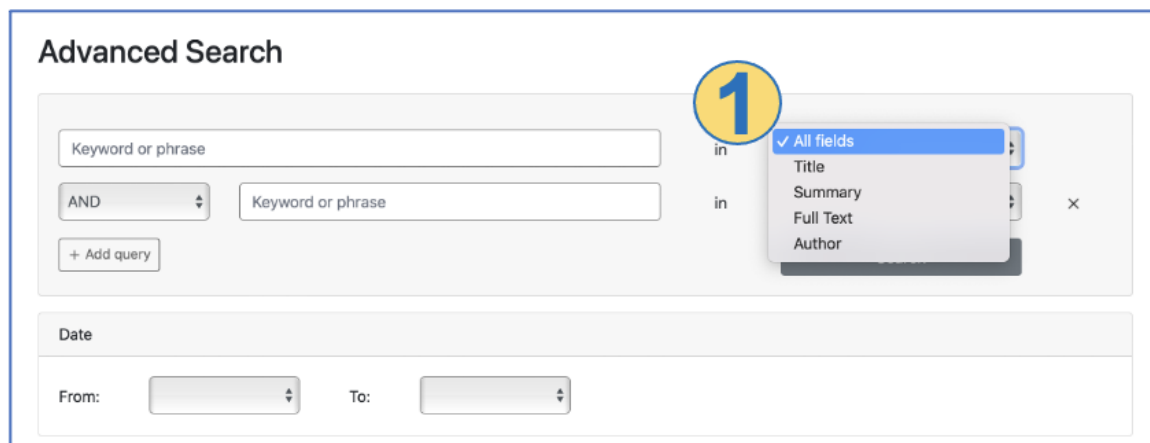 Advanced Search
1
Keyword or phrase
in
✓ All fields
Title
Summary
Full Text
Author
AND
Keyword or phrase
in
×
+ Add query
Date
From:
To: